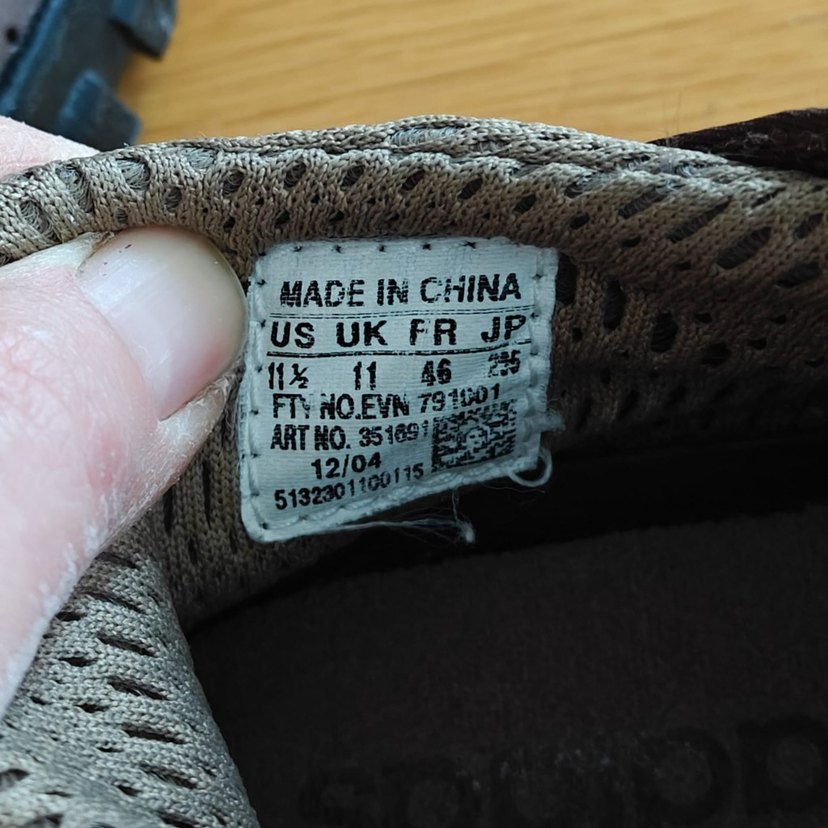 MADE IN CHINA
US UK FR JP
11½ 11 46 295
FTY NO.EVN 791001
ART NO. 351691
12/04
5132301100115
adidas